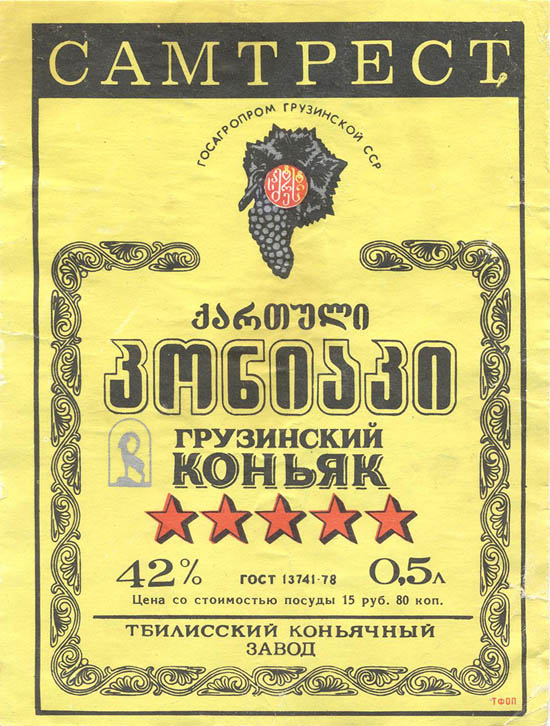 САМТРЕСТ
ГОСАГРОПРОМ ГРУЗИНСКОЙ ССР
ქართული
კონიაკი
ГРУЗИНСКИЙ
КОНЬЯК
42% ГОСТ 13741-78 0,5л
Цена со стоимостью посуды 15 руб. 80 коп.
ТБИЛИССКИЙ КОНЬЯЧНЫЙ
ЗАВОД
ТФОП